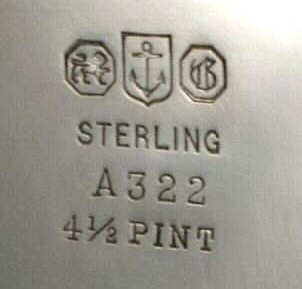 G
STERLING
A322
4½ PINT